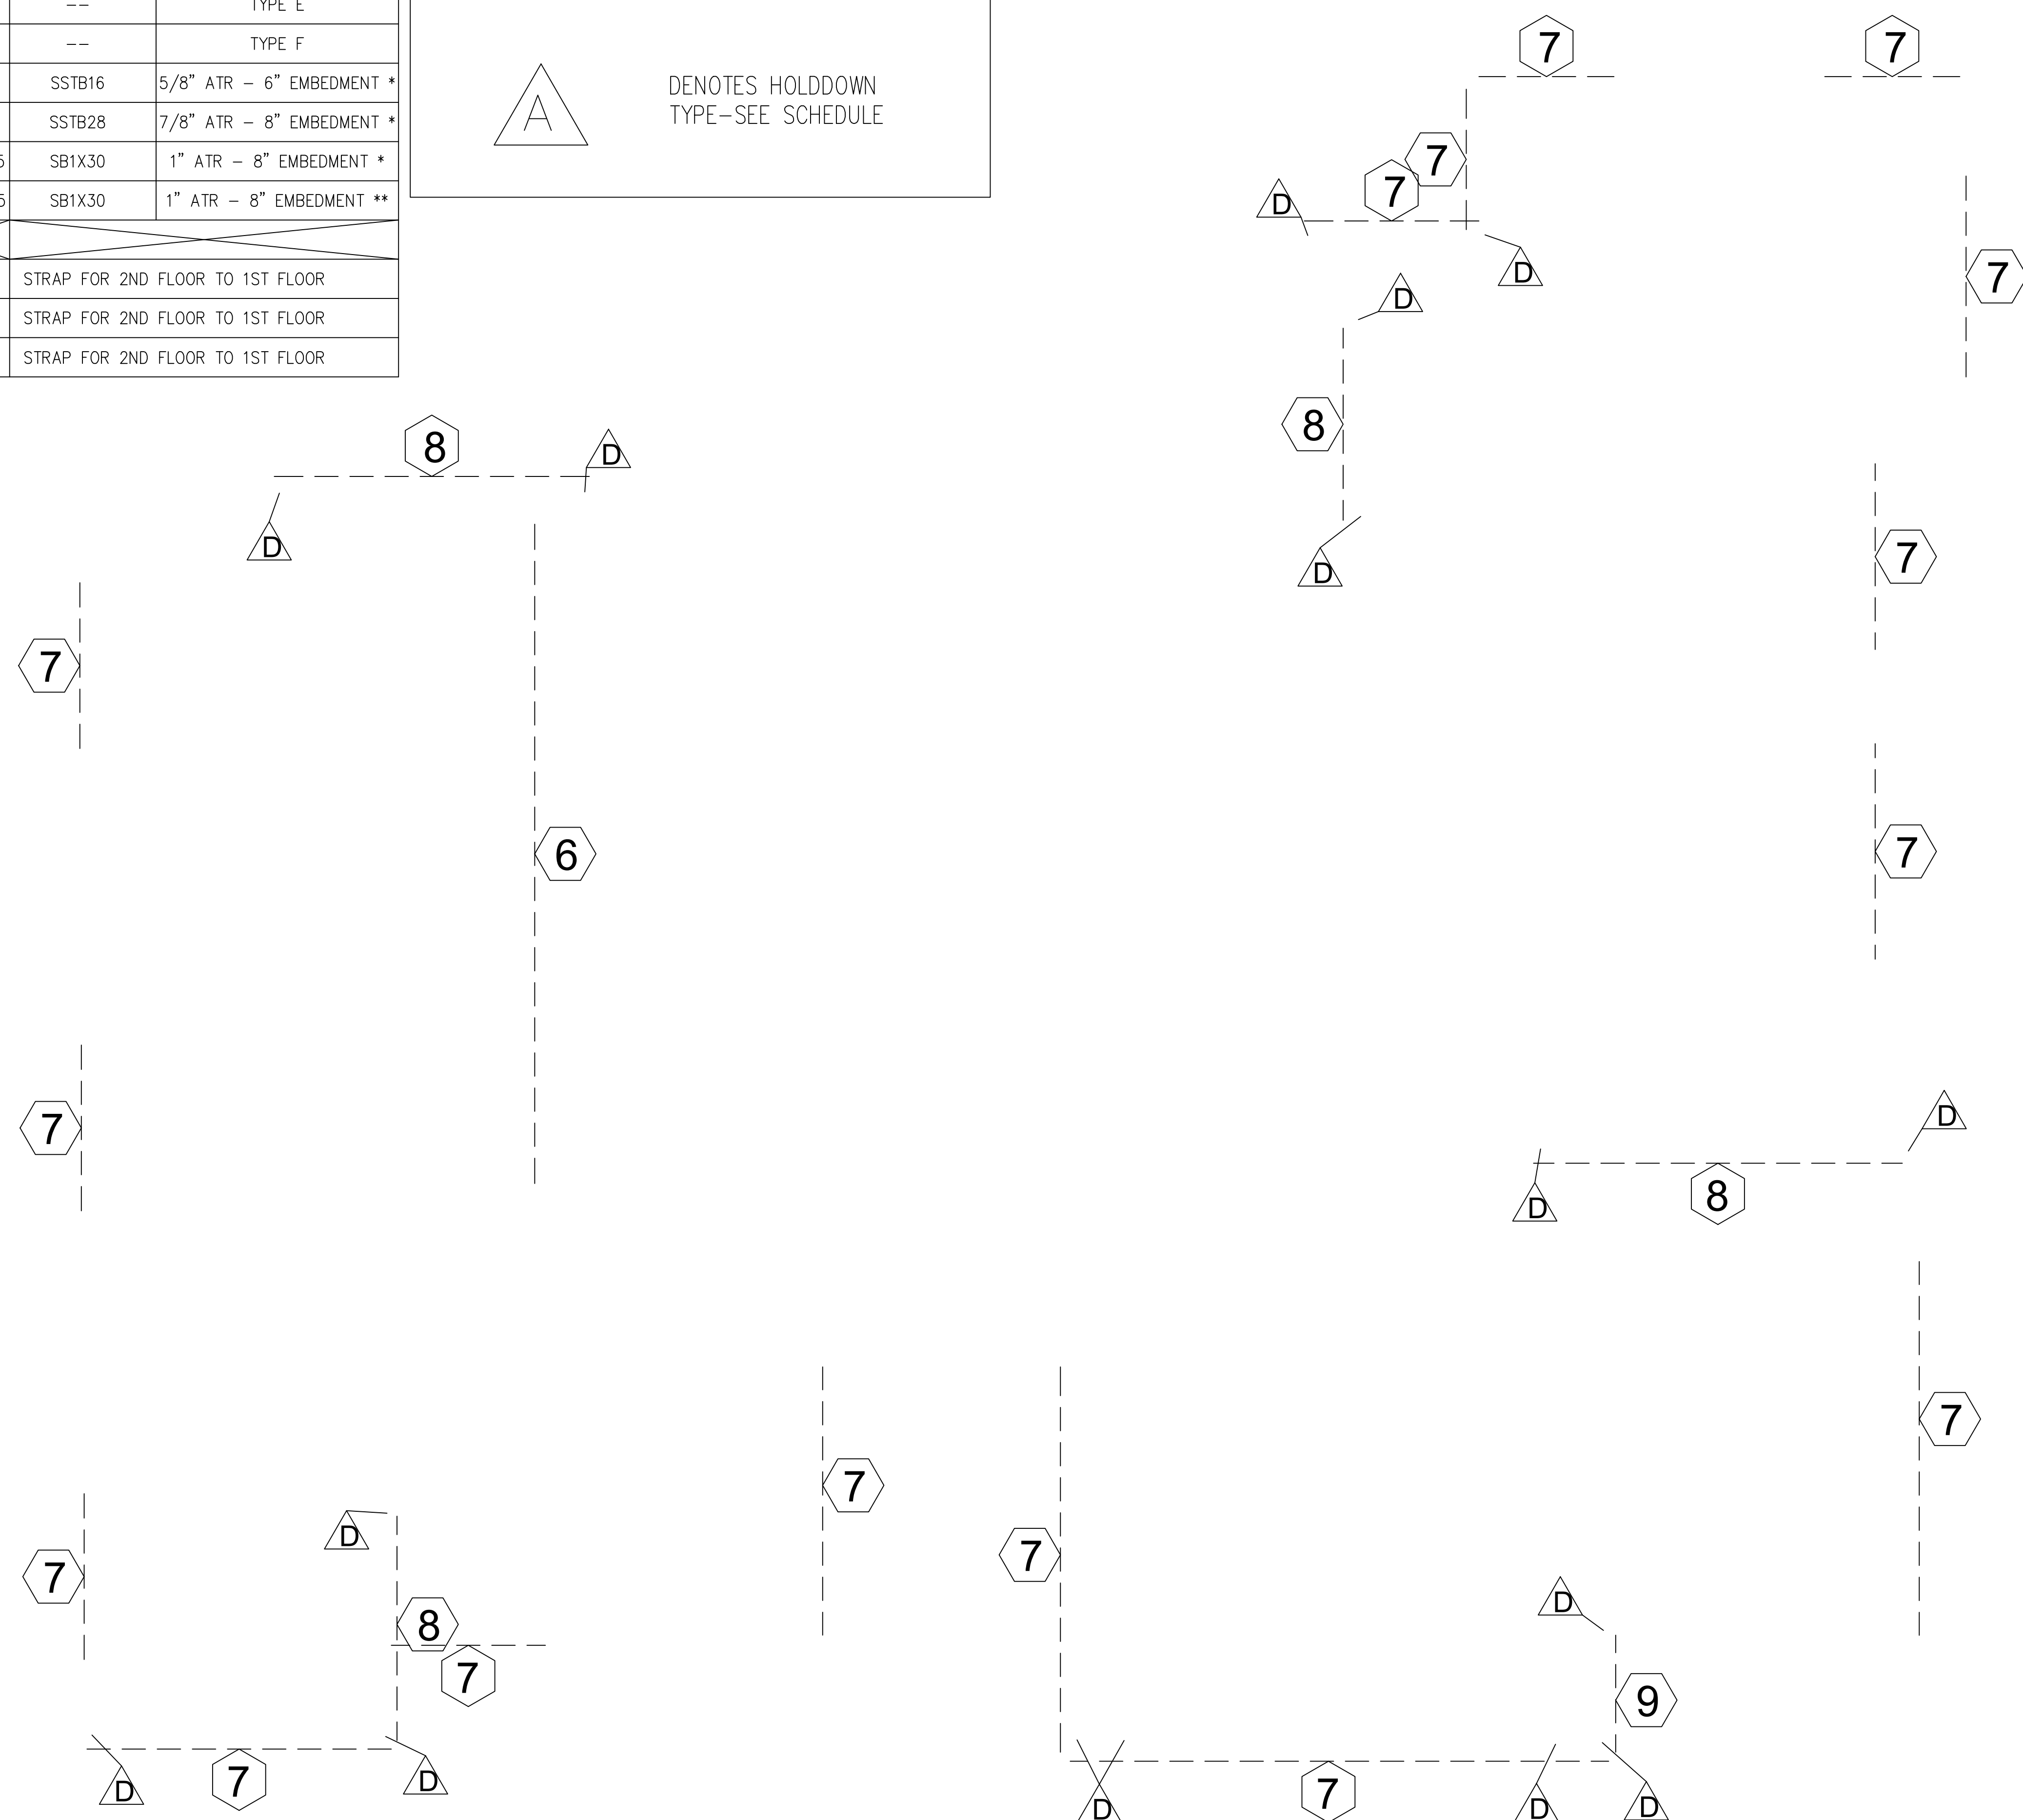 -- TYPE E
-- TYPE F
SSTB16 5/8" ATR - 6" EMBEDMENT *
SSTB28 7/8" ATR - 8" EMBEDMENT *
5 SB1X30 1" ATR - 8" EMBEDMENT *
5 SB1X30 1" ATR - 8" EMBEDMENT **
STRAP FOR 2ND FLOOR TO 1ST FLOOR
STRAP FOR 2ND FLOOR TO 1ST FLOOR
STRAP FOR 2ND FLOOR TO 1ST FLOOR
A
DENOTES HOLDDOWN
TYPE-SEE SCHEDULE
7
7
7
7
D
D
7
D
8
8
D
D
7
D
7
6
7
D
7
D
8
7
7
7
D
7
8
D
7
9
D
7
D
D
7
D
D